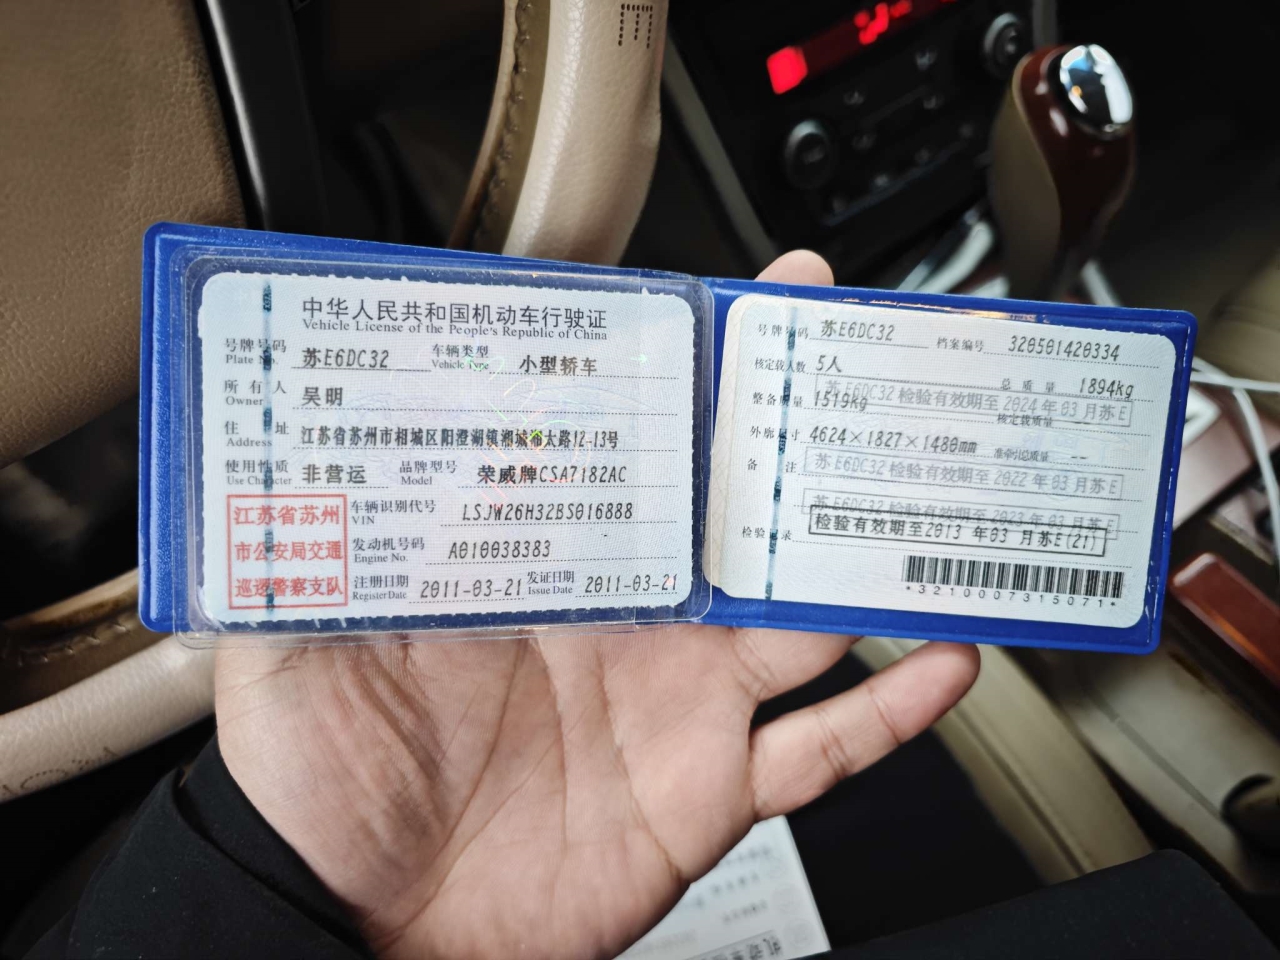 中华人民共和国机动车行驶证
Vehicle License of the People's Republic of China
号牌号码 苏E6DC32 车辆类型 小型轿车
Plate No. Vehicle Type
所有人 吴明
Owner
住址 江苏省苏州市相城区阳澄湖镇湘城布太路12-13号
Address
使用性质 非营运 品牌型号 荣威牌CSA7182AC
Use Character Model
江苏省苏州
市公安局交通
巡逻警察支队
车辆识别代号 LSJW26H32BS016888
VIN
发动机号码 A010038383
Engine No.
注册日期 2011-03-21 发证日期 2011-03-21
Register Date Issue Date
号牌号码 苏E6DC32 档案编号 320501420334
核定载人数 5人 总质量 1894kg
苏E6DC32 检验有效期至 2024年03月苏E
整备质量 1519kg 核定载质量
外廓尺寸 4624×1827×1480mm 准牵引总质量 --
备注 苏E6DC32 检验有效期至 2022年03月苏E
苏E6DC32 检验有效期至 2023年03月苏E
检验记录 检验有效期至2013 年03 月苏E(21)
*3210007315071*